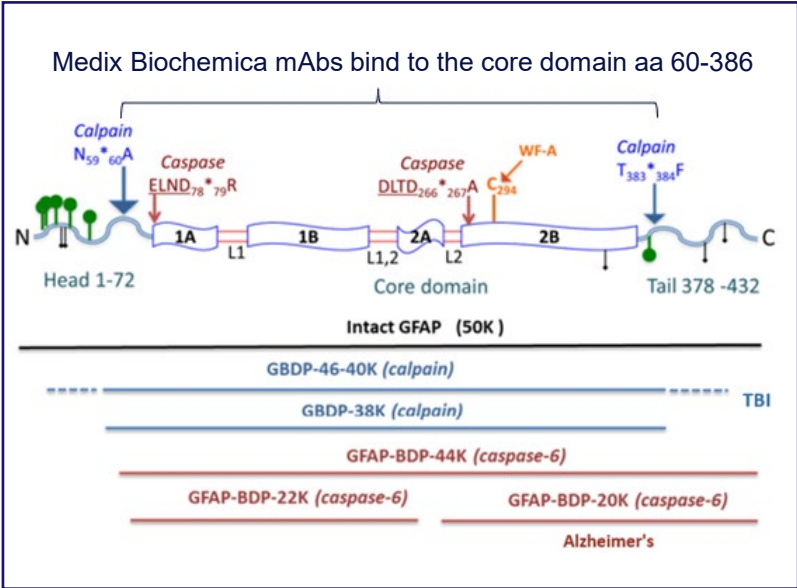 Medix Biochemica mAbs bind to the core domain aa 60-386
Calpain
N59*60A
Caspase
ELND78*79R
Caspase
DLTD266*267A
WF-A
C294
Calpain
T383*384F
N
1A
L1
1B
L1,2
2A
L2
2B
C
Head 1-72
Core domain
Tail 378 -432
Intact GFAP (50K )
GBDP-46-40K (calpain)
TBI
GBDP-38K (calpain)
GFAP-BDP-44K (caspase-6)
GFAP-BDP-22K (caspase-6)
GFAP-BDP-20K (caspase-6)
Alzheimer's